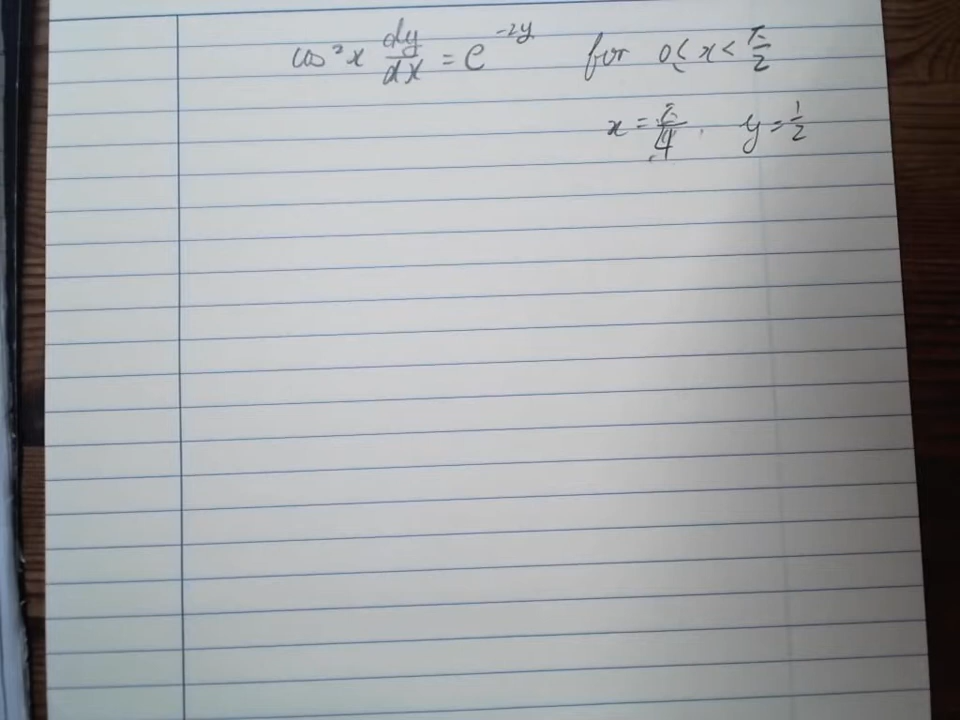 cos²x dy/dx = e^{-2y} for 0 ≤ x < π/2
x = π/4, y = 1/2